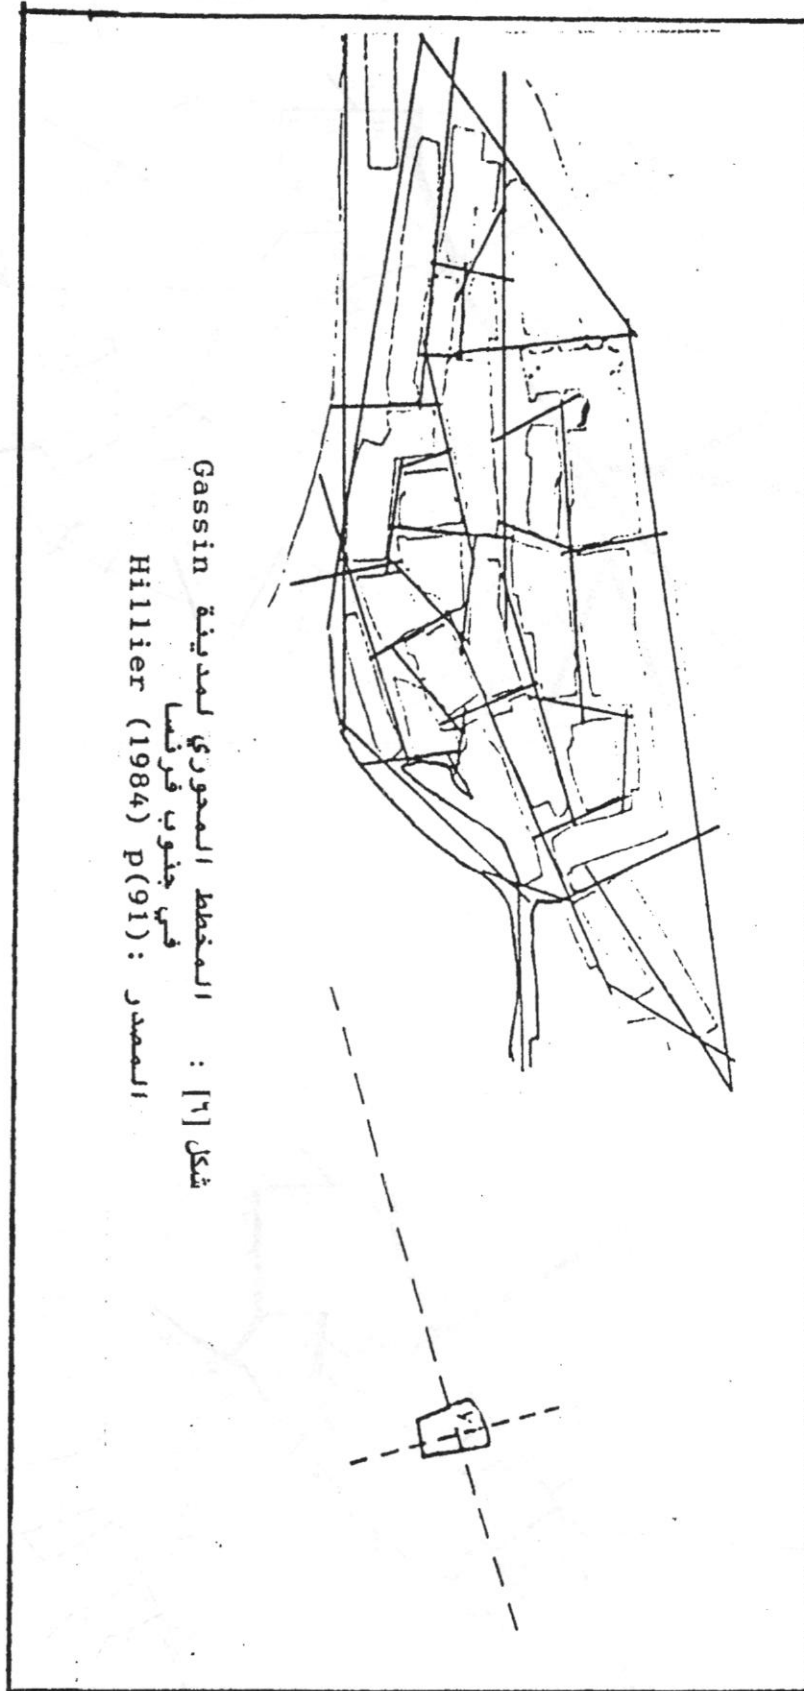 شكل [٦] : المخطط المحوري لمدينة Gassin
في جنوب فرنسا
المصدر : Hillier (1984) p(91)